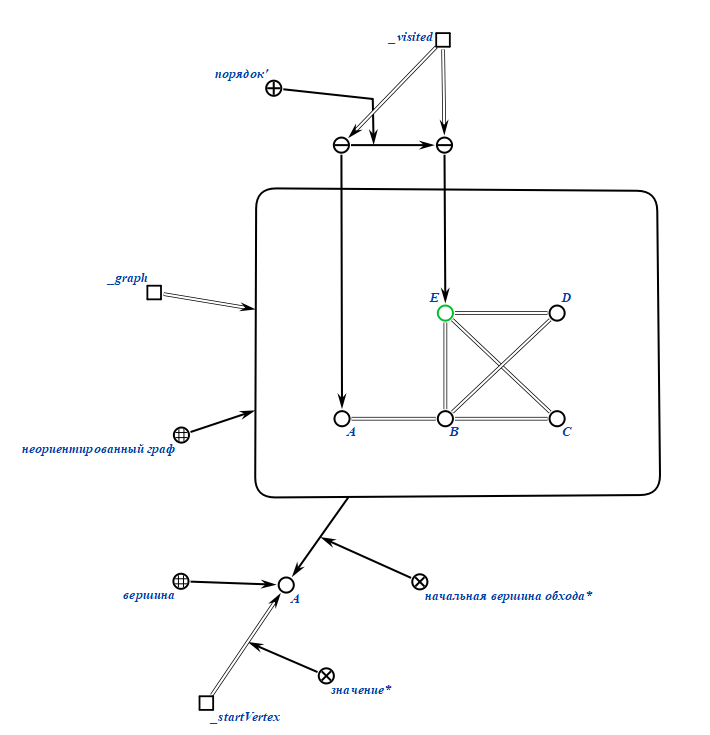 _visited
порядок'
_graph
E
D
A
B
C
неориентированный граф
вершина
A
начальная вершина обхода*
значение*
_startVertex